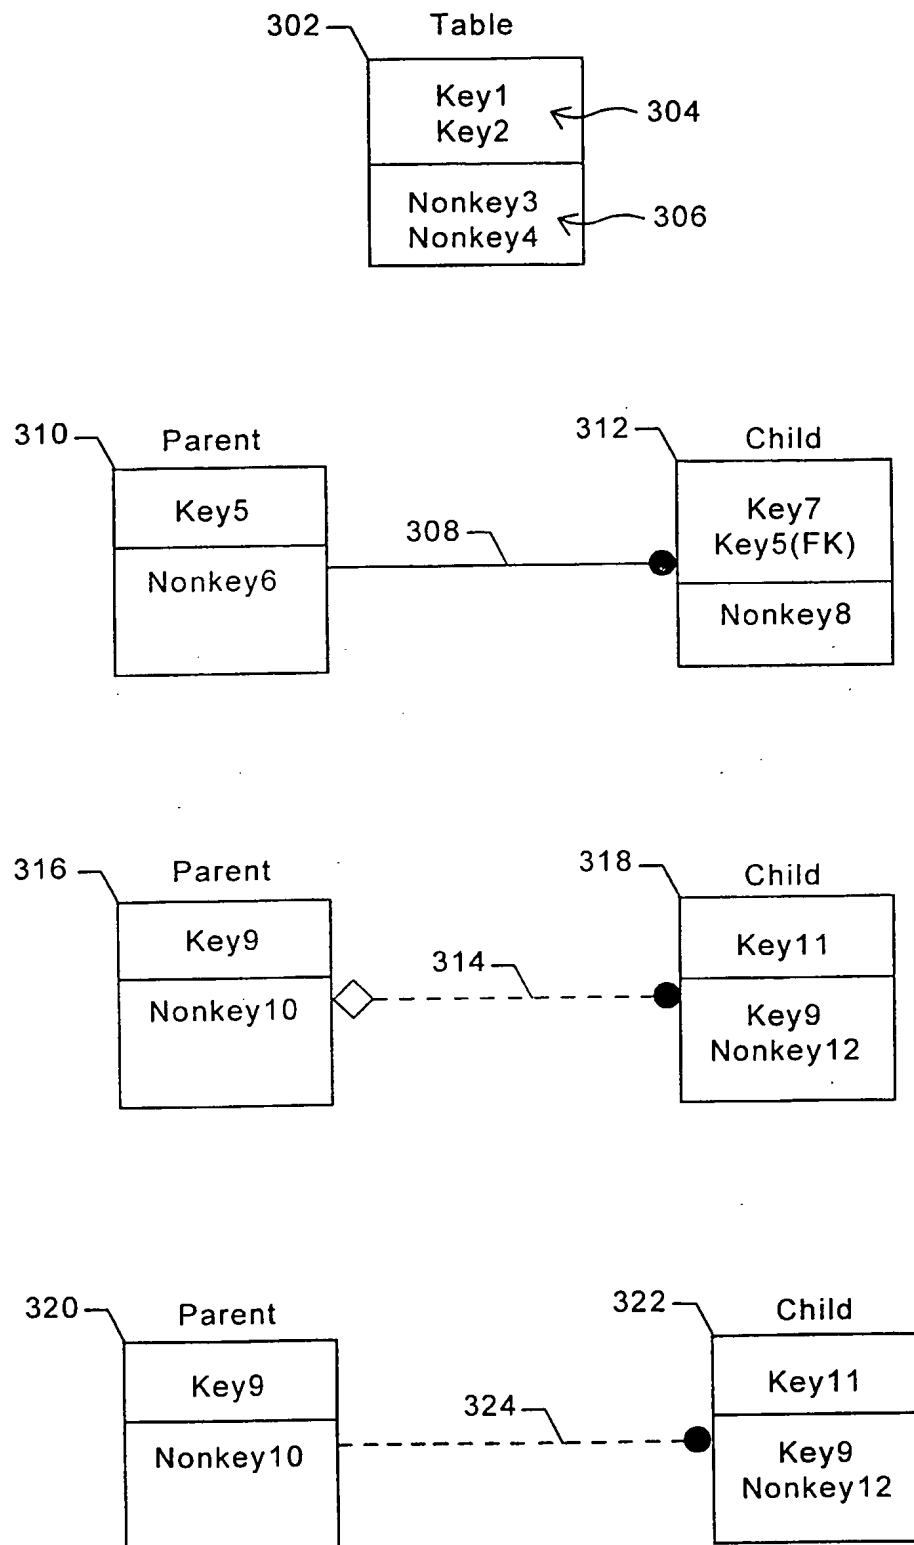 302 Table
Key1
Key2
304
Nonkey3
Nonkey4
306
310 Parent
Key5
Nonkey6
308
312 Child
Key7
Key5(FK)
Nonkey8
316 Parent
Key9
Nonkey10
314
318 Child
Key11
Key9
Nonkey12
320 Parent
Key9
Nonkey10
324
322 Child
Key11
Key9
Nonkey12